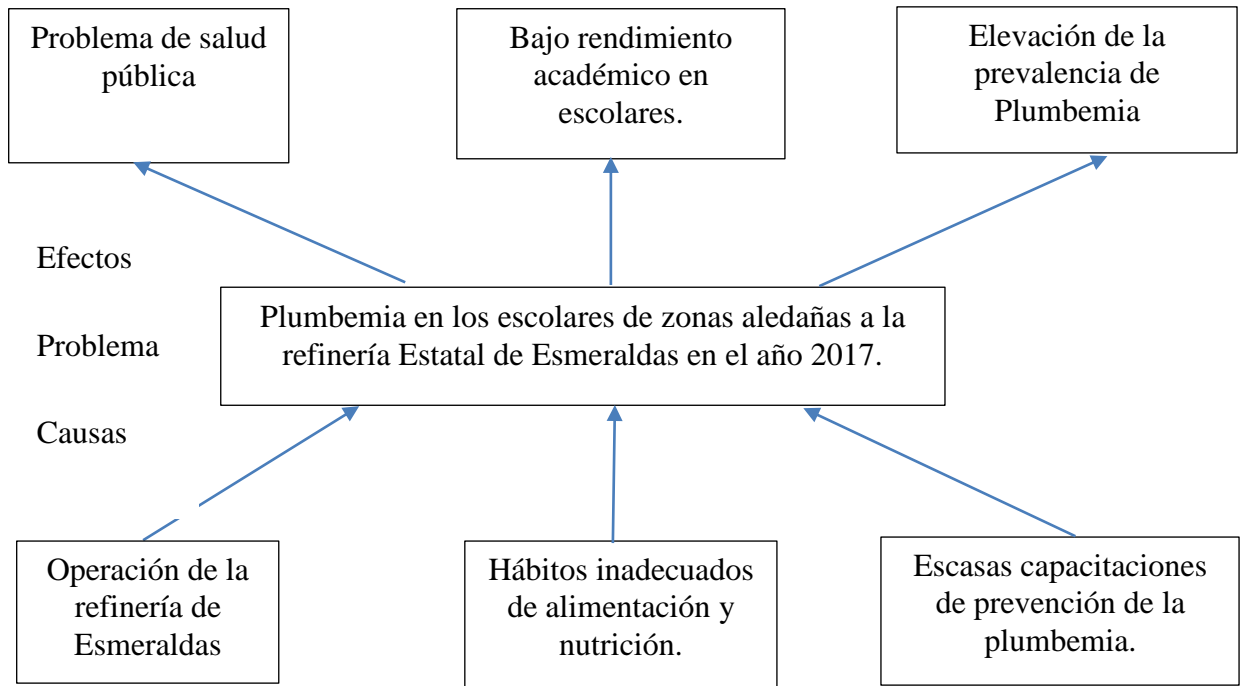 Problema de salud
pública
Bajo rendimiento
académico en
escolares.
Elevación de la
prevalencia de
Plumbemia
Efectos
Problema
Causas
Plumbemia en los escolares de zonas aledañas a la
refinería Estatal de Esmeraldas en el año 2017.
Operación de la
refinería de
Esmeraldas
Hábitos inadecuados
de alimentación y
nutrición.
Escasas capacitaciones
de prevención de la
plumbemia.